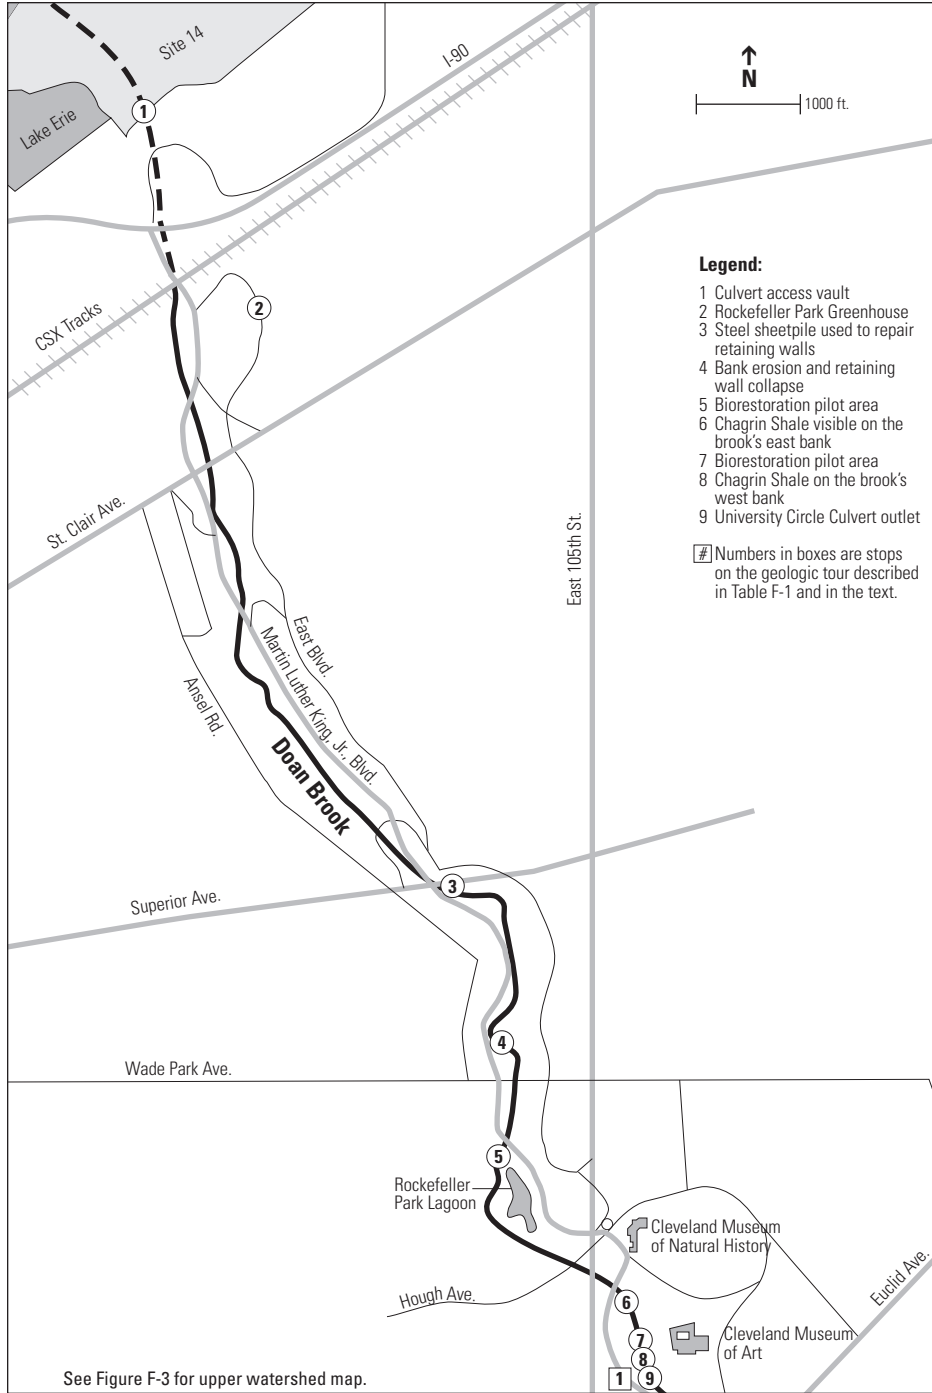 Site 14
I-90
N
1000 ft.
1
Lake Erie
2
CSX Tracks
Legend:
1 Culvert access vault
2 Rockefeller Park Greenhouse
3 Steel sheetpile used to repair
retaining walls
4 Bank erosion and retaining
wall collapse
5 Biorestoration pilot area
6 Chagrin Shale visible on the
brook's east bank
7 Biorestoration pilot area
8 Chagrin Shale on the brook's
west bank
9 University Circle Culvert outlet
# Numbers in boxes are stops
on the geologic tour described
in Table F-1 and in the text.
St. Clair Ave.
East 105th St.
East Blvd.
Martin Luther King, Jr., Blvd.
Ansel Rd.
Doan Brook
3
Superior Ave.
4
Wade Park Ave.
5
Rockefeller
Park Lagoon
Cleveland Museum
of Natural History
Euclid Ave.
Hough Ave.
6
7
Cleveland Museum
of Art
8
9
1
See Figure F-3 for upper watershed map.